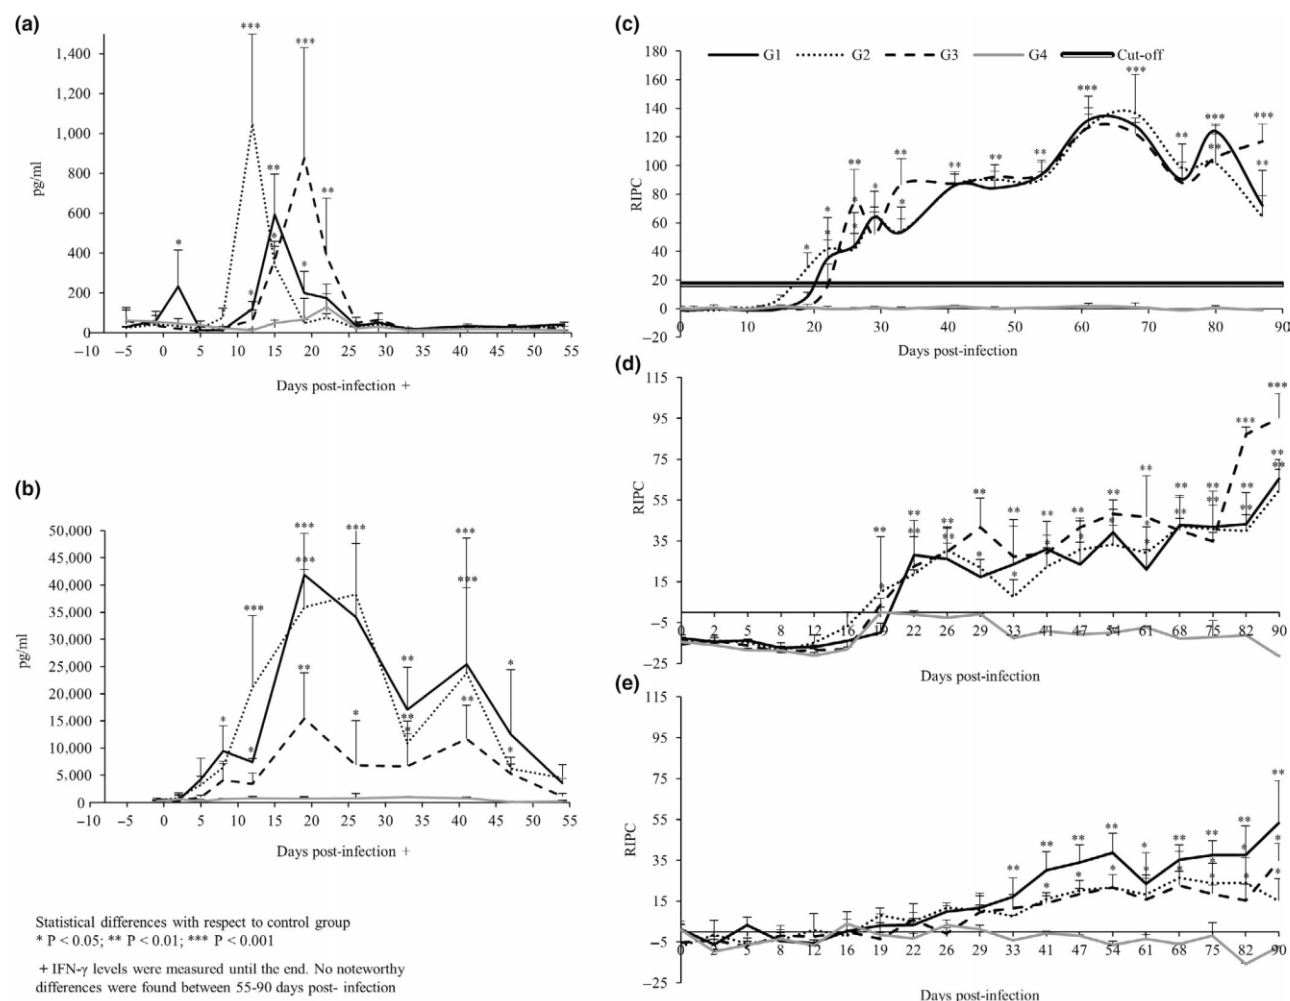 (a)
1,400
1,200
1,000
800
600
400
200
0
pg/ml
***
***
**
**
*
*
*
*
−10 −5 0 5 10 15 20 25 30 35 40 45 50 55
Days post-infection +
(b)
50,000
45,000
40,000
35,000
30,000
25,000
20,000
15,000
10,000
5,000
0
pg/ml
*** *** ***
*** ***
***
** *
**
** **
* * *
* *
−10 −5 0 5 10 15 20 25 30 35 40 45 50 55
Days post-infection +
Statistical differences with respect to control group
* P < 0.05; ** P < 0.01; *** P < 0.001
+ IFN-γ levels were measured until the end. No noteworthy
differences were found between 55-90 days post- infection
(c)
G1 G2 G3 G4 Cut-off
180
160
140
120
100
80
60
40
20
0
−20
RIPC
***
*** *** ***
** ** ** ** ** ** ** **
* * * * * *
0 10 20 30 40 50 60 70 80 90
Days post-infection
(d)
115
95
75
55
35
15
−5
−25
RIPC
***
***
** ** ** ** ** ** ** ** ** ** ** ** **
0 2 5 8 12 16 19 22 26 29 33 41 47 54 61 68 75 82 90
Days post-infection
(e)
115
95
75
55
35
15
−5
−25
RIPC
**
** ** ** ** * ** ** **
* * * * * * * *
0 2 5 8 12 16 19 22 26 29 33 41 47 54 61 68 75 82 90
Days post-infection